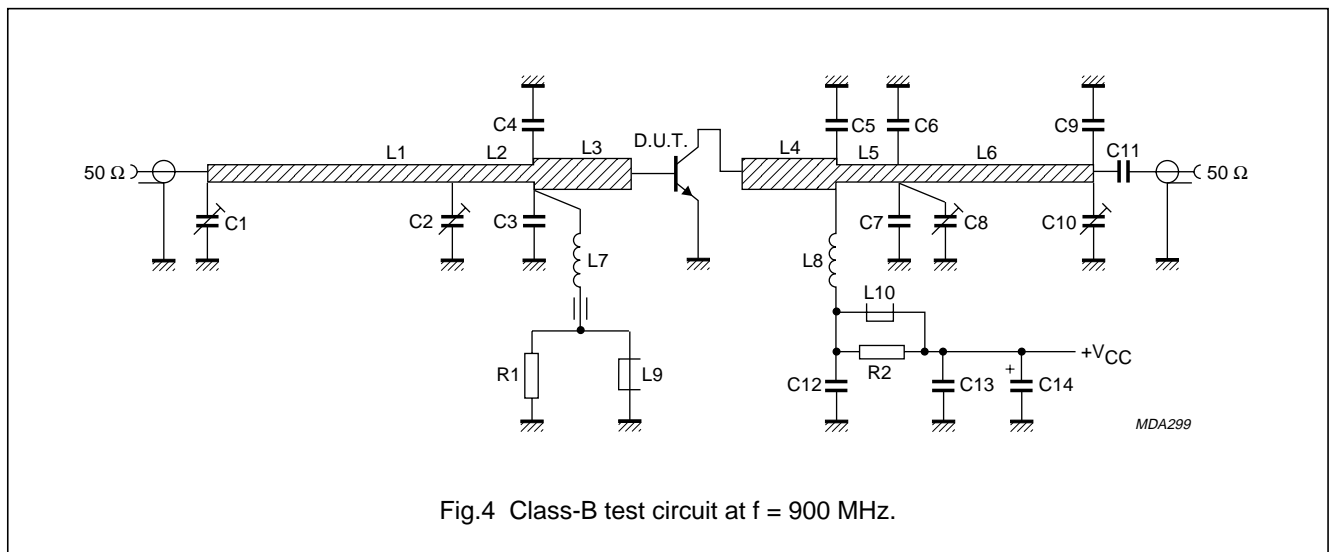 C4
C5
C6
C9
D.U.T.
L1
L2
L3
L4
L5
L6
C11
50 Ω
50 Ω
C1
C2
C3
C7
C8
C10
L7
L8
L10
R1
L9
+VCC
C12
R2
C13
+
C14
MDA299
Fig.4 Class-B test circuit at f = 900 MHz.